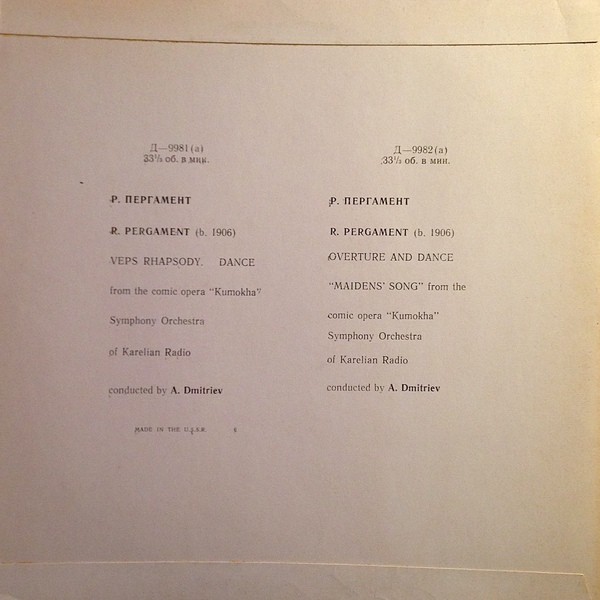 Д—9981 (а)
33⅓ об. в мин.
Р. ПЕРГАМЕНТ
R. PERGAMENT (b. 1906)
VEPS RHAPSODY. DANCE
from the comic opera “Kumokha”
Symphony Orchestra
of Karelian Radio
conducted by A. Dmitriev
MADE IN THE U.S.S.R. 8
Д—9982 (а)
33⅓ об. в мин.
Р. ПЕРГАМЕНТ
R. PERGAMENT (b. 1906)
OVERTURE AND DANCE
“MAIDENS’ SONG” from the
comic opera “Kumokha”
Symphony Orchestra
of Karelian Radio
conducted by A. Dmitriev